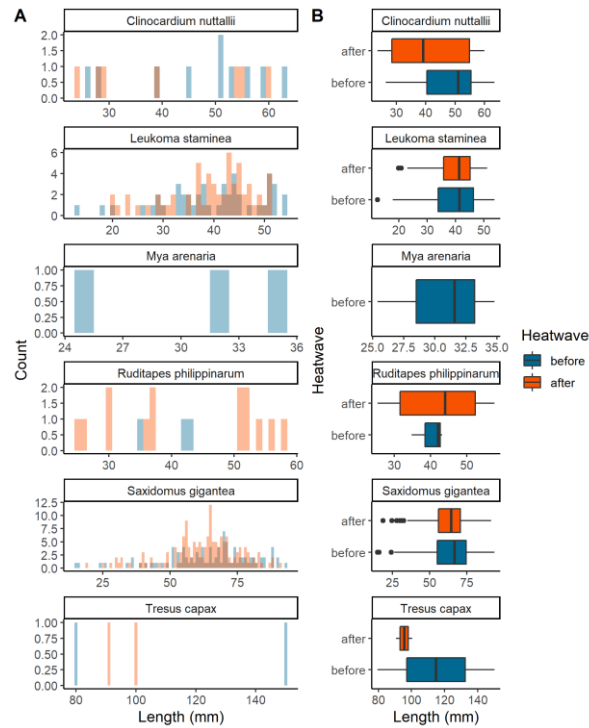 A
B
Clinocardium nuttallii
2.0
1.5
1.0
0.5
0.0
30 40 50 60
Clinocardium nuttallii
after
before
30 40 50 60
Leukoma staminea
6
4
2
0
20 30 40 50
Leukoma staminea
after
before
20 30 40 50
Mya arenaria
1.00
0.75
0.50
0.25
0.00
24 27 30 33 36
Mya arenaria
before
25.0 27.5 30.0 32.5 35.0
Count
Heatwave
Heatwave
before
after
Ruditapes philippinarum
2.0
1.5
1.0
0.5
0.0
30 40 50 60
Ruditapes philippinarum
after
before
30 40 50
Saxidomus gigantea
12.5
10.0
7.5
5.0
2.5
0.0
25 50 75
Saxidomus gigantea
after
before
25 50 75
Tresus capax
1.00
0.75
0.50
0.25
0.00
80 100 120 140
Length (mm)
Tresus capax
after
before
80 100 120 140
Length (mm)